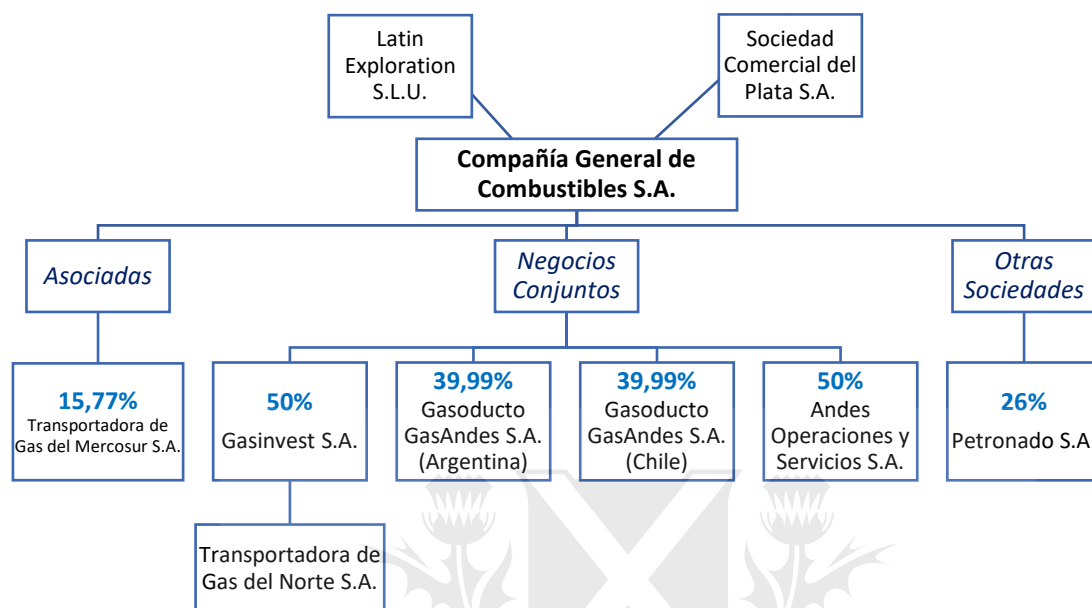 Latin
Exploration
S.L.U.
Sociedad
Comercial del
Plata S.A.
Compañía General de
Combustibles S.A.
Asociadas
Negocios
Conjuntos
Otras
Sociedades
15,77%
Transportadora de
Gas del Mercosur S.A.
50%
Gasinvest S.A.
39,99%
Gasoducto
GasAndes S.A.
(Argentina)
39,99%
Gasoducto
GasAndes S.A.
(Chile)
50%
Andes
Operaciones y
Servicios S.A.
26%
Petronado S.A
Transportadora de
Gas del Norte S.A.